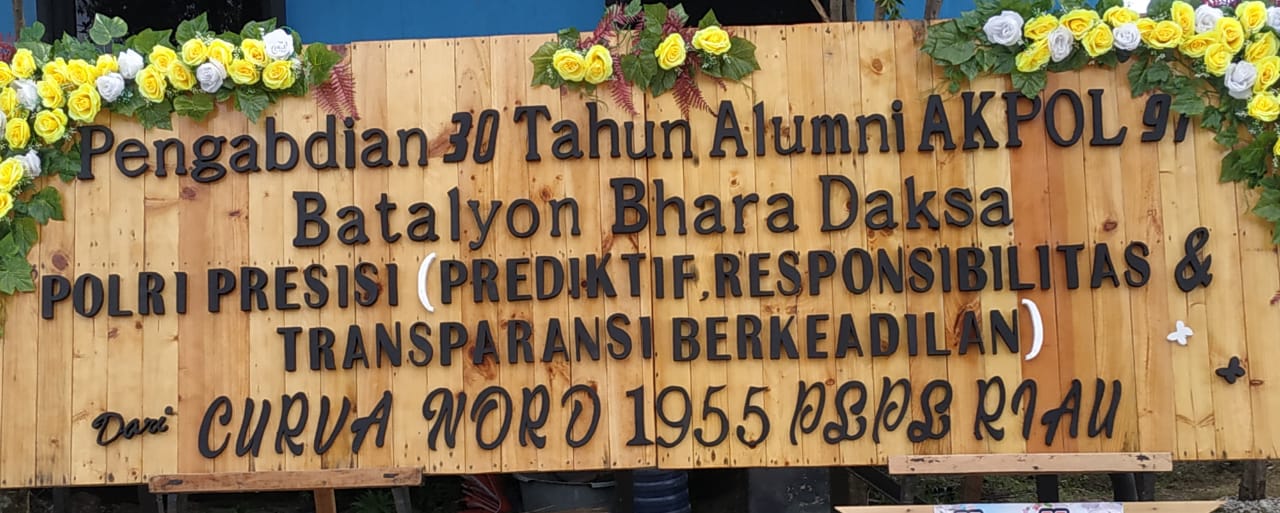 Pengabdian 30 Tahun Alumni AKPOL 91
Batalyon Bhara Daksa
POLRI PRESISI (PREDIKTIF,RESPONSIBILITAS &
TRANSPARANSI BERKEADILAN)
Dari CURVA NORD 1955 PSPS RIAU